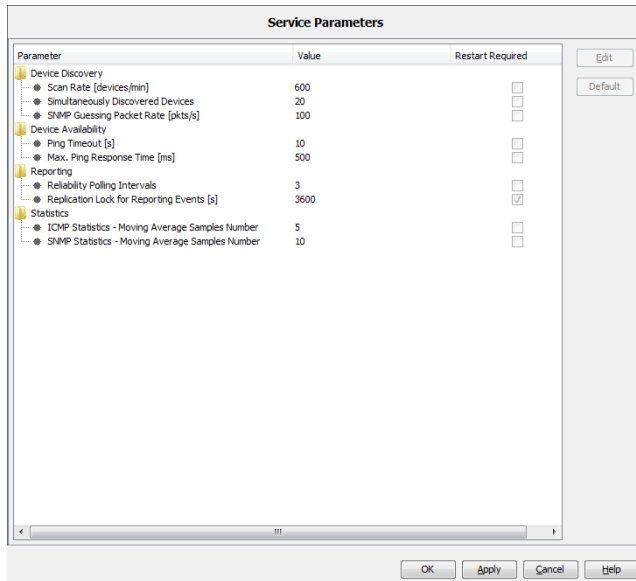 Service Parameters
Parameter Value Restart Required
Device Discovery
Scan Rate [devices/min] 600
Simultaneously Discovered Devices 20
SNMP Guessing Packet Rate [pkts/s] 100
Device Availability
Ping Timeout [s] 10
Max. Ping Response Time [ms] 500
Reporting
Reliability Polling Intervals 3
Replication Lock for Reporting Events [s] 3600
Statistics
ICMP Statistics - Moving Average Samples Number 5
SNMP Statistics - Moving Average Samples Number 10
Edit
Default
OK Apply Cancel Help